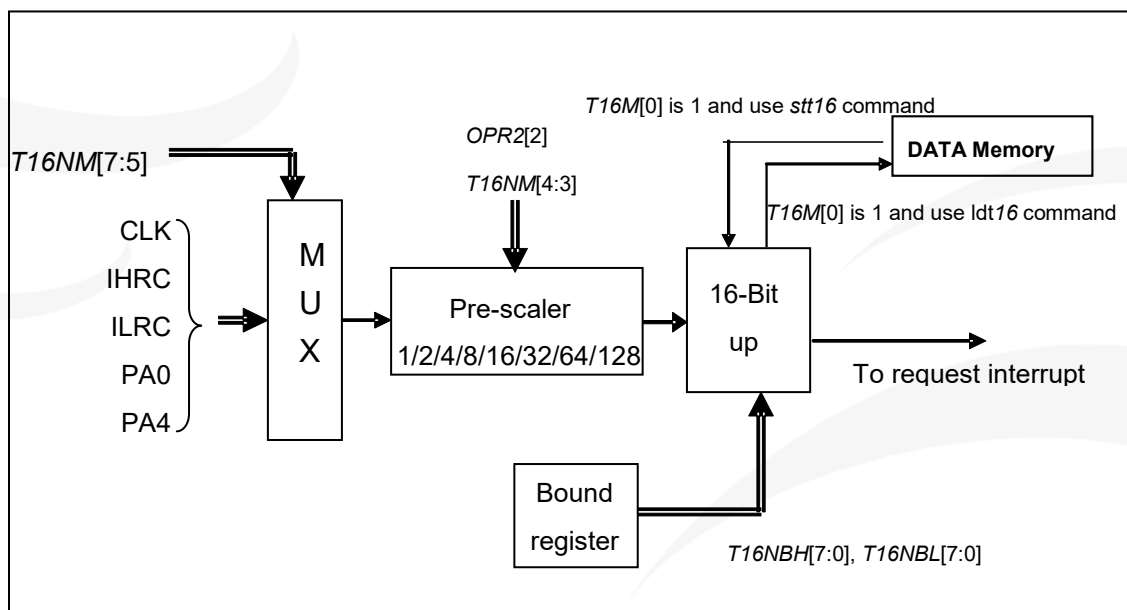 T16M[0] is 1 and use stt16 command
OPR2[2]
DATA Memory
T16NM[7:5]
T16NM[4:3]
T16M[0] is 1 and use ldt16 command
CLK
IHRC
ILRC
PA0
PA4
M
U
X
Pre-scaler
1/2/4/8/16/32/64/128
16-Bit
up
To request interrupt
Bound
register
T16NBH[7:0], T16NBL[7:0]